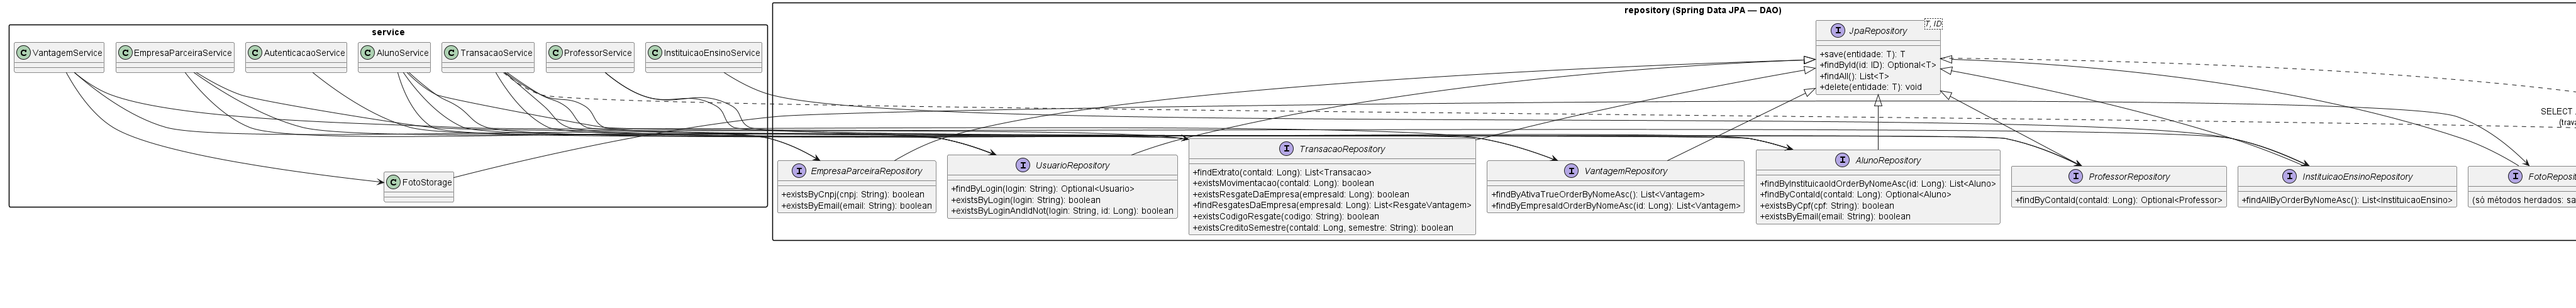 service
repository (Spring Data JPA — DAO)
VantagemService
EmpresaParceiraService
AutenticacaoService
AlunoService
TransacaoService
ProfessorService
InstituicaoEnsinoService
FotoStorage
T, ID
JpaRepository
+save(entidade: T): T
+findById(id: ID): Optional<T>
+findAll(): List<T>
+delete(entidade: T): void
SELECT
EmpresaParceiraRepository
+existsByCnpj(cnpj: String): boolean
+existsByEmail(email: String): boolean
UsuarioRepository
+findByLogin(login: String): Optional<Usuario>
+existsByLogin(login: String): boolean
+existsByLoginAndIdNot(login: String, id: Long): boolean
TransacaoRepository
+findExtrato(contaId: Long): List<Transacao>
+existsMovimentacao(contaId: Long): boolean
+existsResgateDaEmpresa(empresaId: Long): boolean
+findResgatesDaEmpresa(empresaId: Long): List<ResgateVantagem>
+existsCodigoResgate(codigo: String): boolean
+existsCreditoSemestre(contaId: Long, semestre: String): boolean
VantagemRepository
+findByAtivaTrueOrderByNomeAsc(): List<Vantagem>
+findByEmpresaIdOrderByNomeAsc(id: Long): List<Vantagem>
AlunoRepository
+findByInstituicaoIdOrderByNomeAsc(id: Long): List<Aluno>
+findByContaId(contaId: Long): Optional<Aluno>
+existsByCpf(cpf: String): boolean
+existsByEmail(email: String): boolean
ProfessorRepository
+findByContaId(contaId: Long): Optional<Professor>
InstituicaoEnsinoRepository
+findAllByOrderByNomeAsc(): List<InstituicaoEnsino>
FotoReposit
(só métodos herdados: sa